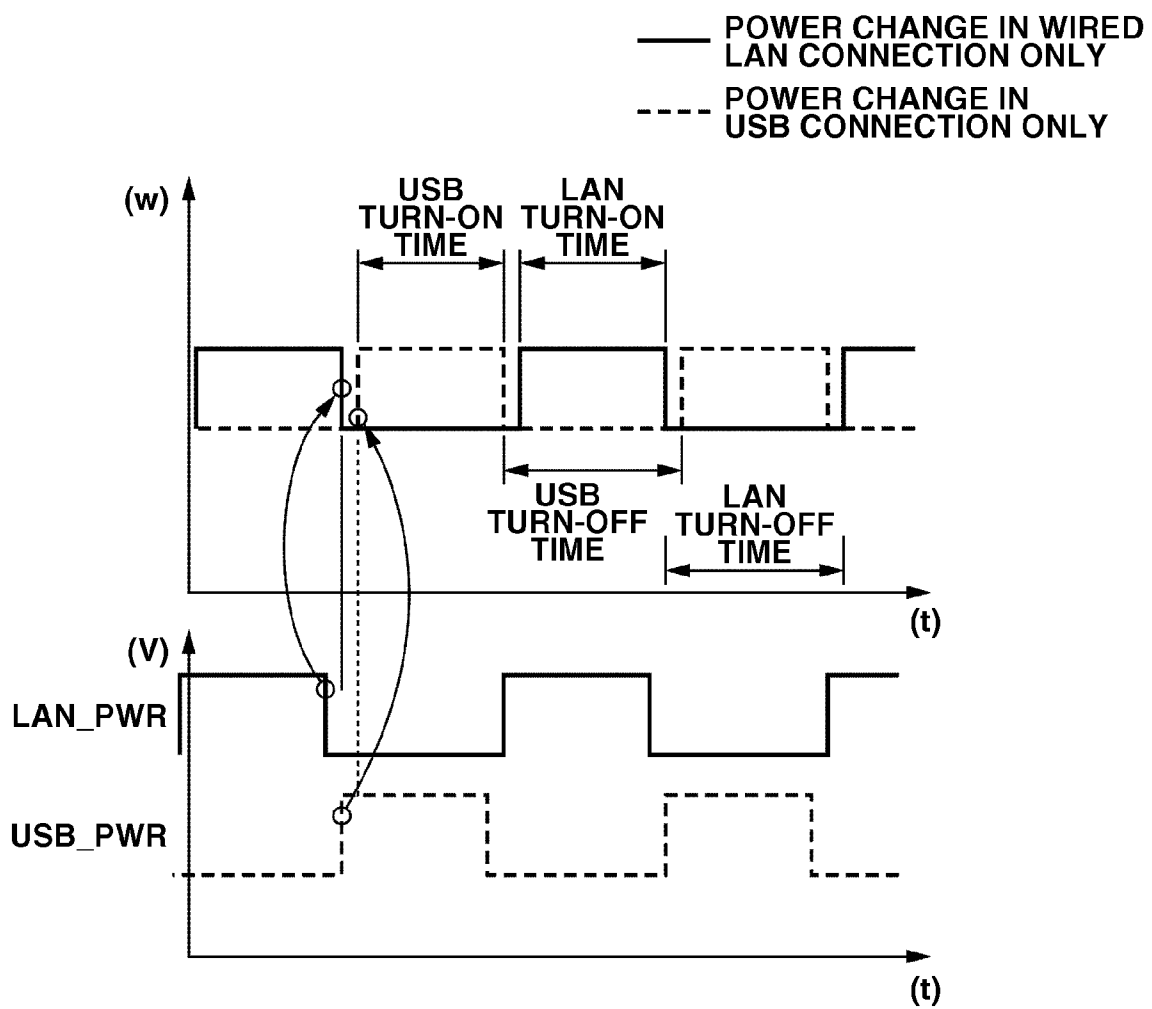 POWER CHANGE IN WIRED
LAN CONNECTION ONLY
POWER CHANGE IN
USB CONNECTION ONLY
(w)
USB
TURN-ON
TIME
LAN
TURN-ON
TIME
USB
TURN-OFF
TIME
LAN
TURN-OFF
TIME
(t)
(V)
LAN_PWR
USB_PWR
(t)